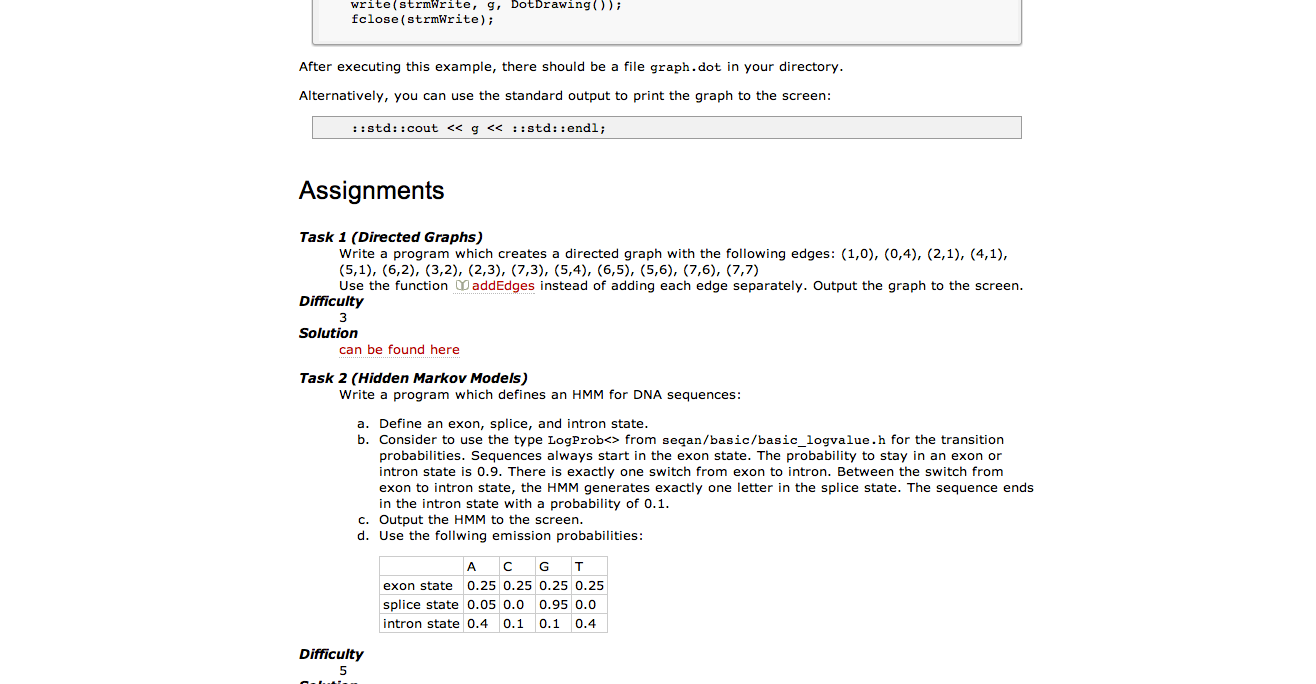 write(strmWrite, g, DotDrawing());
fclose(strmWrite);
After executing this example, there should be a file graph.dot in your directory.
Alternatively, you can use the standard output to print the graph to the screen:
::std::cout << g << ::std::endl;
Assignments
Task 1 (Directed Graphs)
Write a program which creates a directed graph with the following edges: (1,0), (0,4), (2,1), (4,1),
(5,1), (6,2), (3,2), (2,3), (7,3), (5,4), (6,5), (5,6), (7,6), (7,7)
Use the function addEdges instead of adding each edge separately. Output the graph to the screen.
Difficulty
3
Solution
can be found here
Task 2 (Hidden Markov Models)
Write a program which defines an HMM for DNA sequences:
a. Define an exon, splice, and intron state.
b. Consider to use the type LogProb<> from seqan/basic/basic_logvalue.h for the transition
probabilities. Sequences always start in the exon state. The probability to stay in an exon or
intron state is 0.9. There is exactly one switch from exon to intron. Between the switch from
exon to intron state, the HMM generates exactly one letter in the splice state. The sequence ends
in the intron state with a probability of 0.1.
c. Output the HMM to the screen.
d. Use the follwing emission probabilities:
A C G T
exon state 0.25 0.25 0.25 0.25
splice state 0.05 0.0 0.95 0.0
intron state 0.4 0.1 0.1 0.4
Difficulty
5
Solution